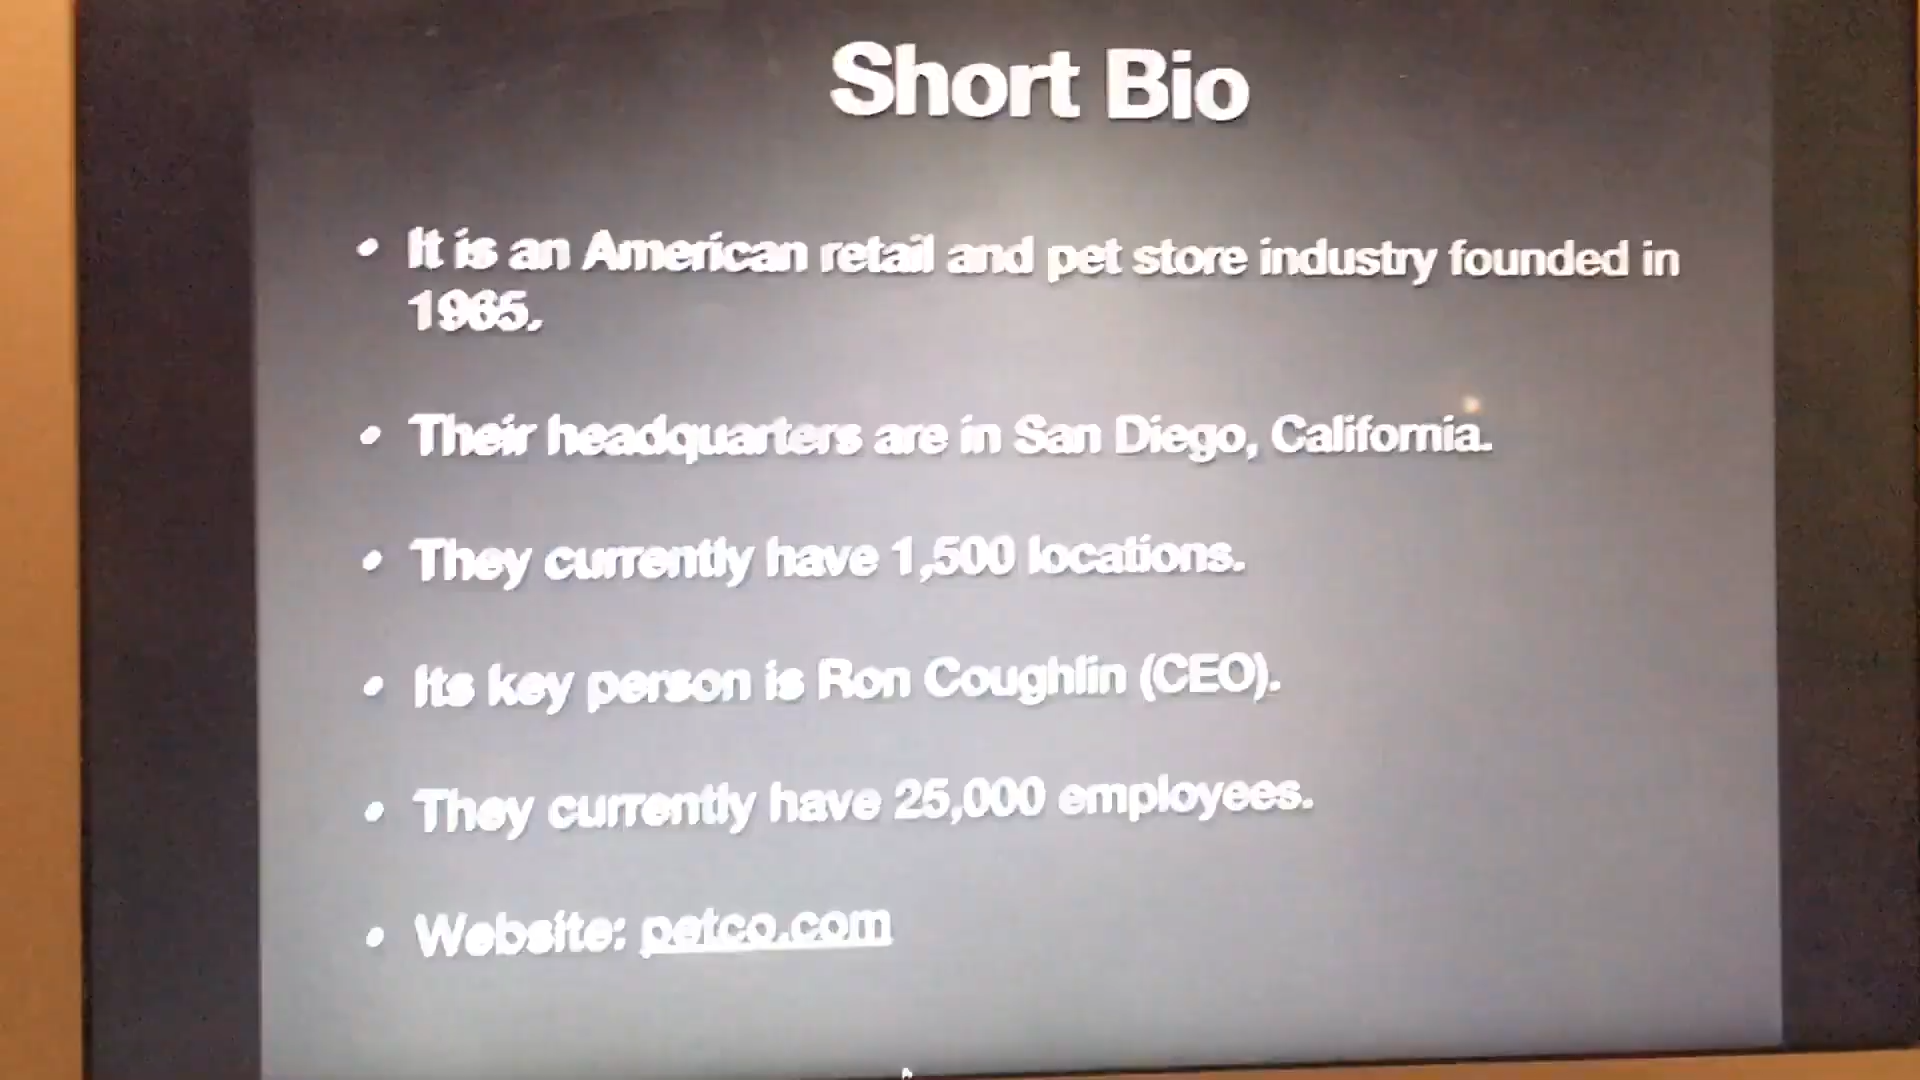 Short Bio
• It is an American retail and pet store industry founded in
1965.
• Their headquarters are in San Diego, California.
• They currently have 1,500 locations.
• Its key person is Ron Coughlin (CEO).
• They currently have 25,000 employees.
• Website: petco.com